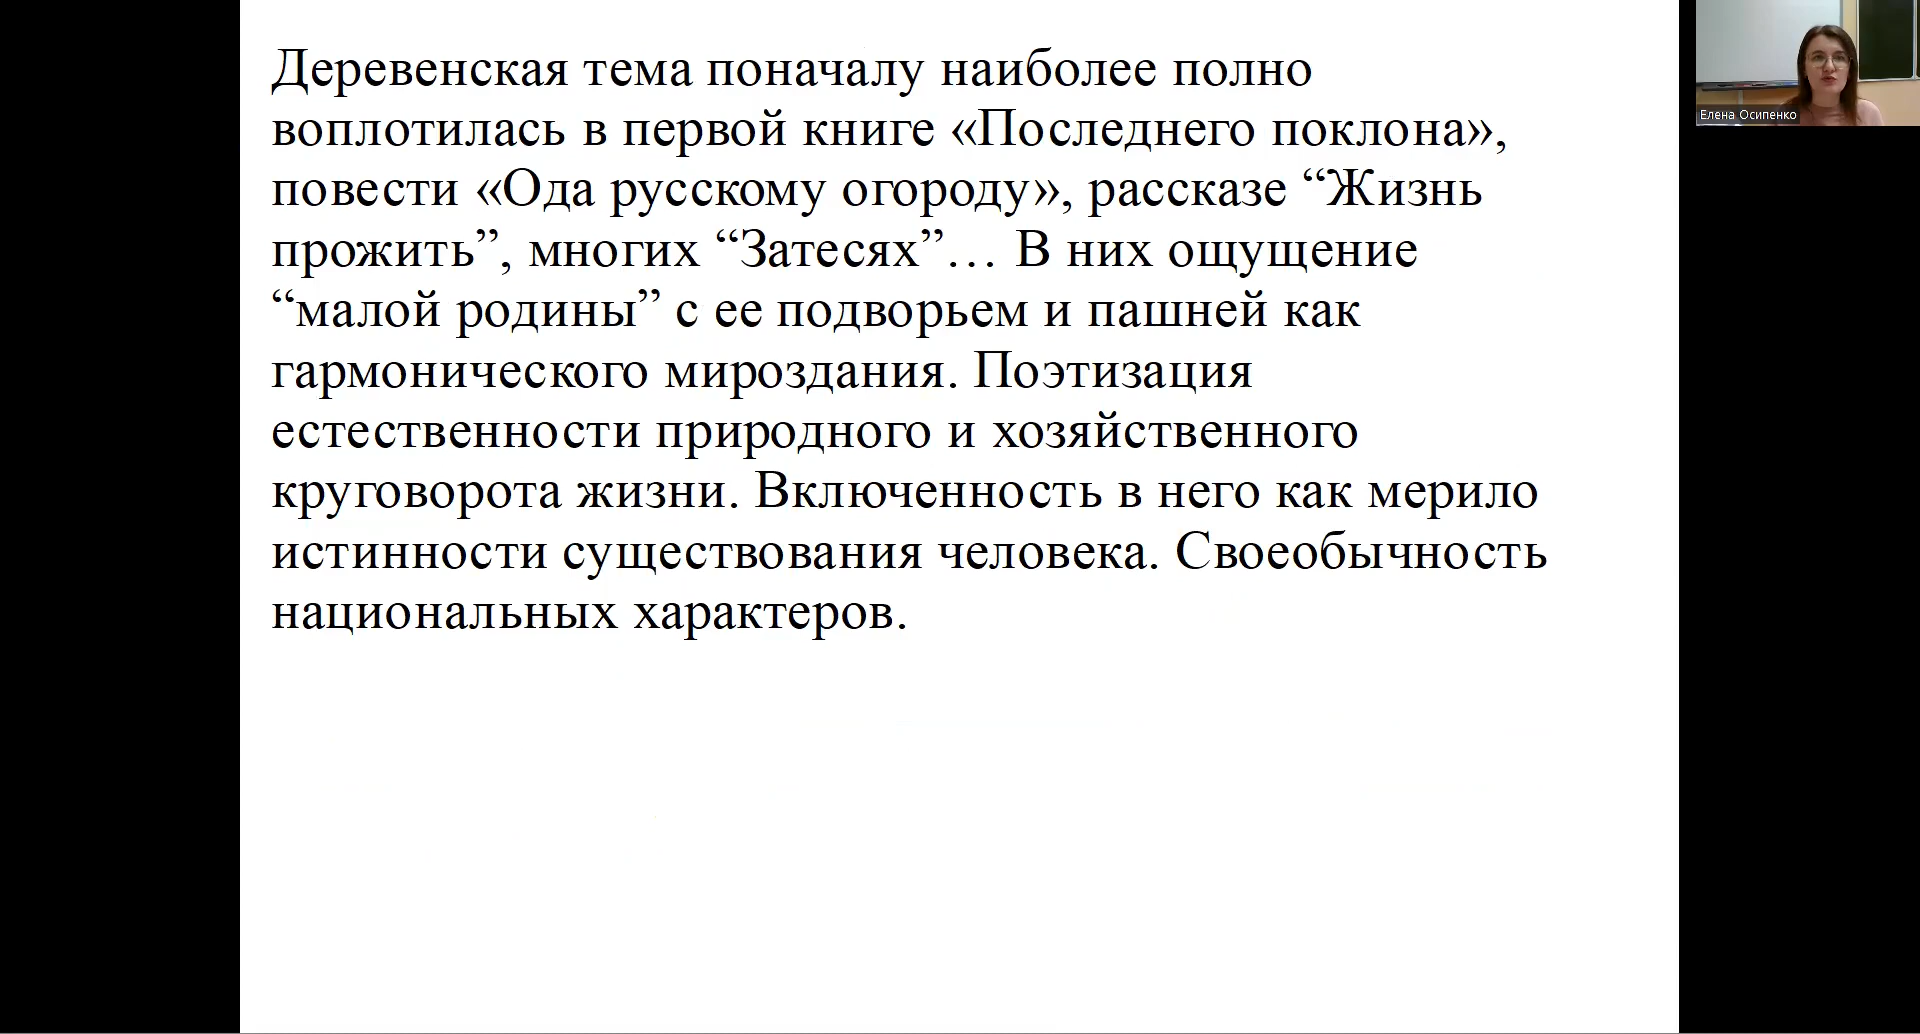 Деревенская тема поначалу наиболее полно
воплотилась в первой книге «Последнего поклона»,
повести «Ода русскому огороду», рассказе “Жизнь
прожить”, многих “Затесях”… В них ощущение
“малой родины” с ее подворьем и пашней как
гармонического мироздания. Поэтизация
естественности природного и хозяйственного
круговорота жизни. Включенность в него как мерило
истинности существования человека. Своеобычность
национальных характеров.
Елена Осипенко